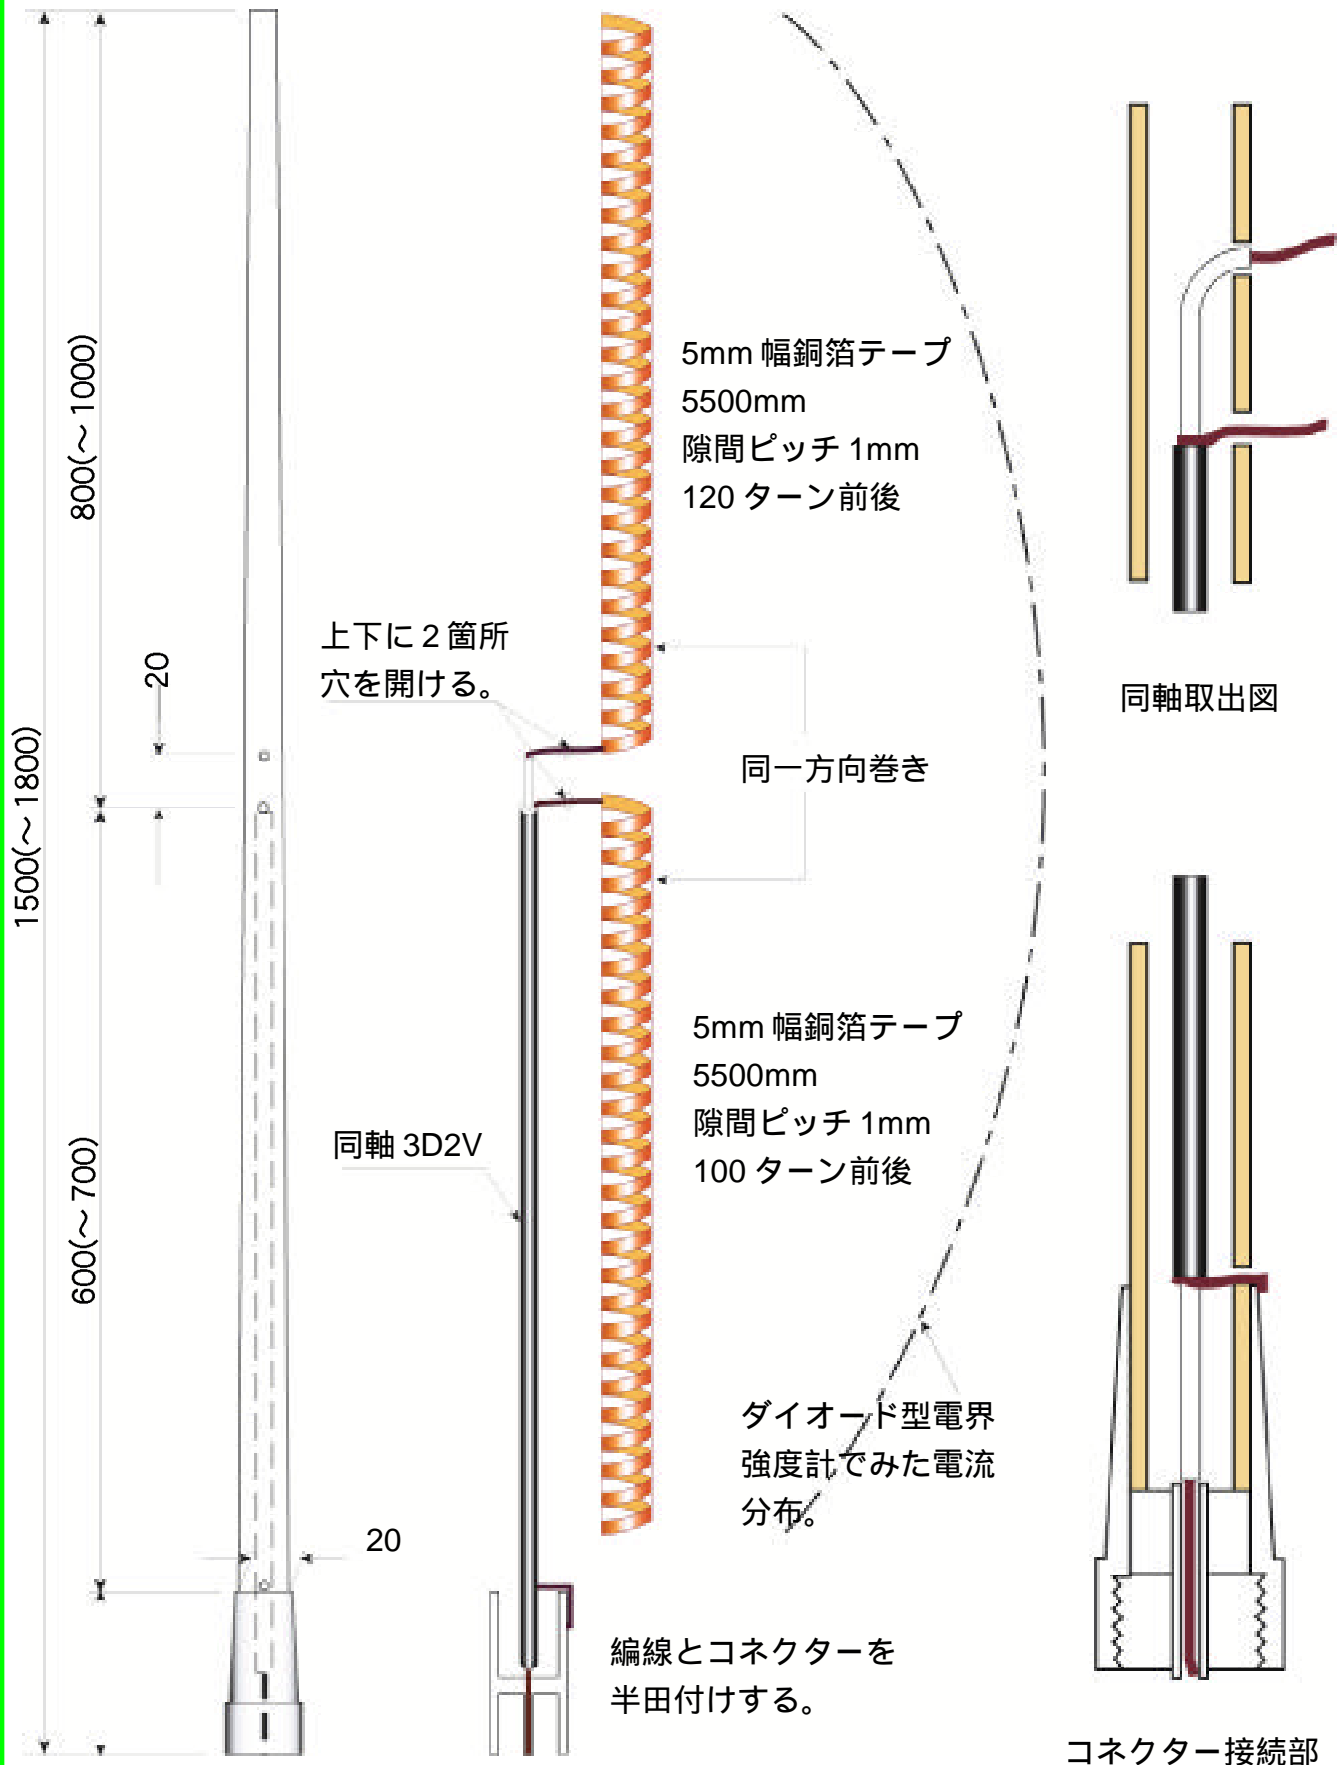 1500(～1800)
800(～1000)
20
600(～700)
20
上下に2箇所
穴を開ける。
同軸 3D2V
5mm 幅銅箔テープ
5500mm
隙間ピッチ 1mm
120 ターン前後
同一方向巻き
5mm 幅銅箔テープ
5500mm
隙間ピッチ 1mm
100 ターン前後
ダイオード型電界
強度計でみた電流
分布。
編線とコネクターを
半田付けする。
同軸取出図
コネクター接続部